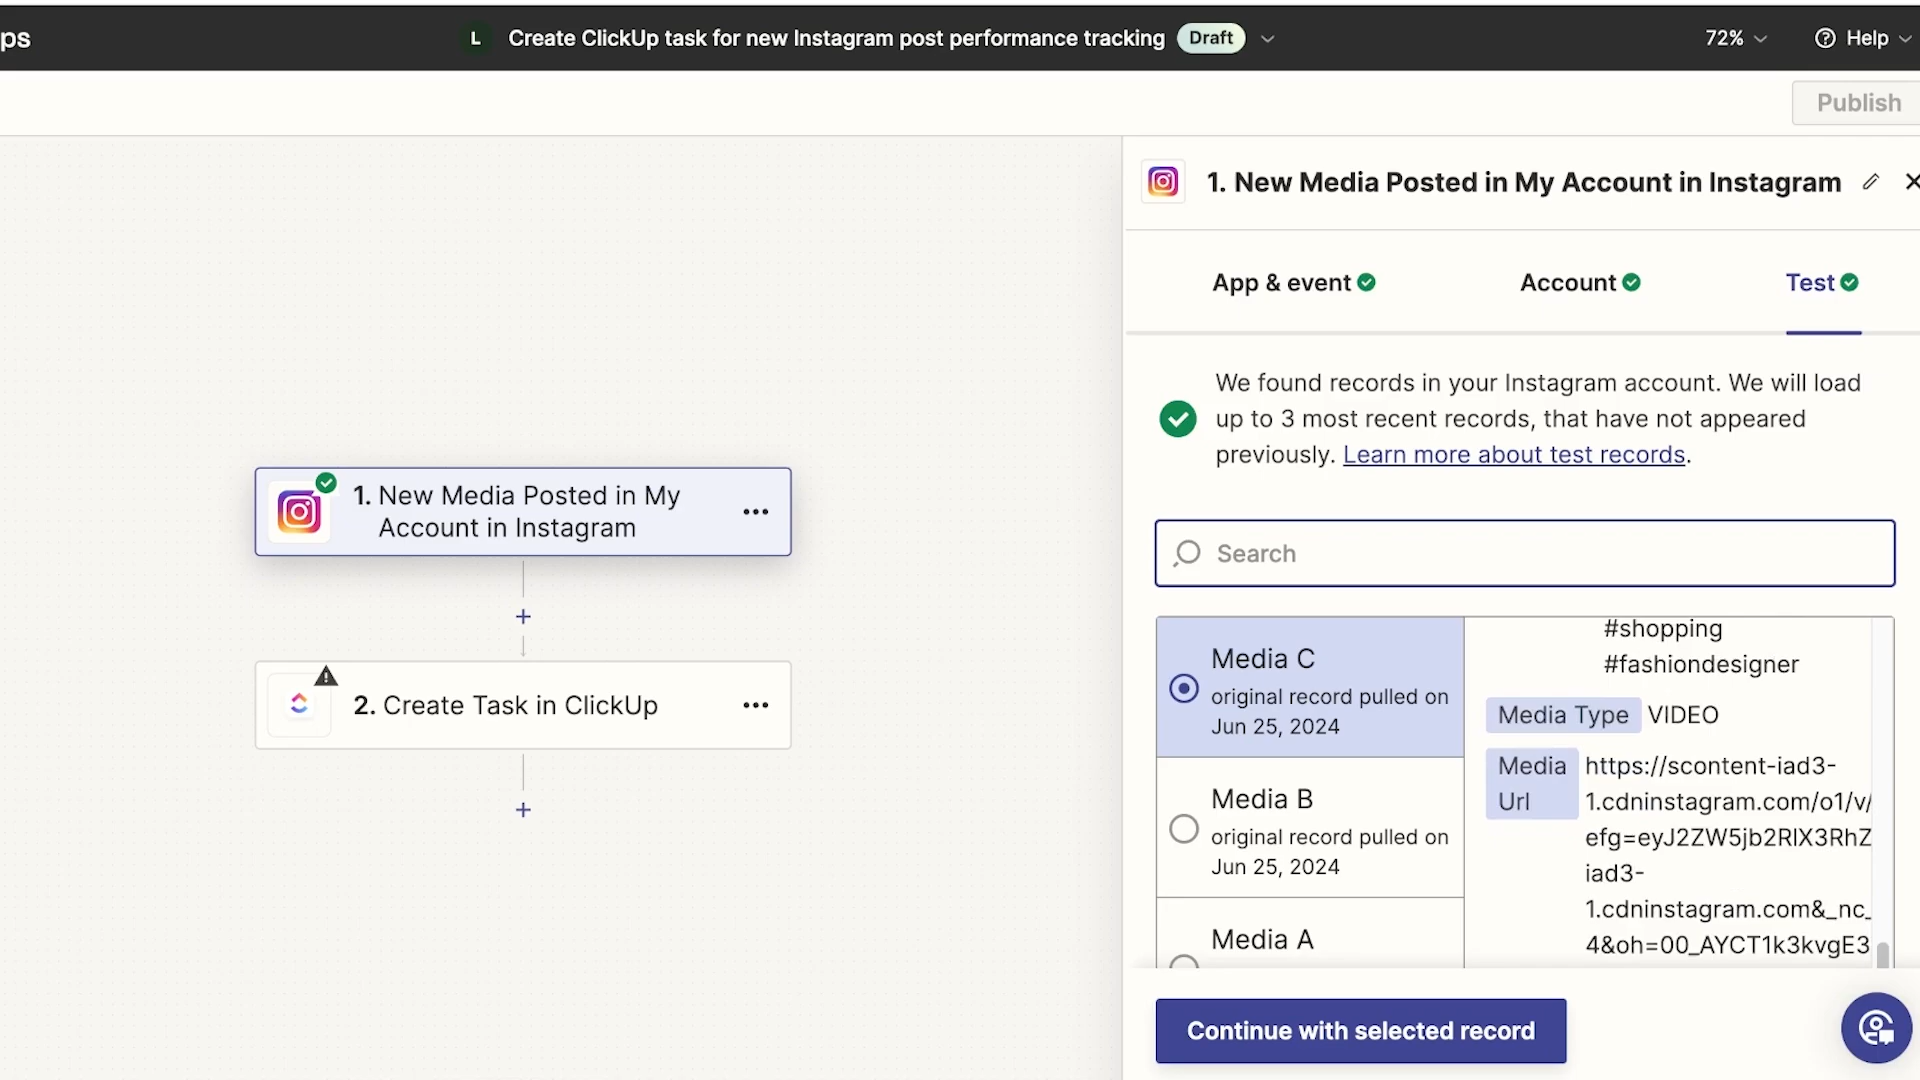 ps
L Create ClickUp task for new Instagram post performance tracking Draft
72%
Help
Publish
1. New Media Posted in My Account in Instagram
App & event
Account
Test
We found records in your Instagram account. We will load
up to 3 most recent records, that have not appeared
previously. Learn more about test records.
Search
1. New Media Posted in My
Account in Instagram
2. Create Task in ClickUp
Media C
original record pulled on
Jun 25, 2024
Media B
original record pulled on
Jun 25, 2024
Media A
#shopping
#fashiondesigner
Media Type VIDEO
Media
Url
https://scontent-iad3-
1.cdninstagram.com/o1/v/
efg=eyJ2ZW5jb2RlX3RhZ
iad3-
1.cdninstagram.com&_nc_
4&oh=00_AYCT1k3kvgE3
Continue with selected record